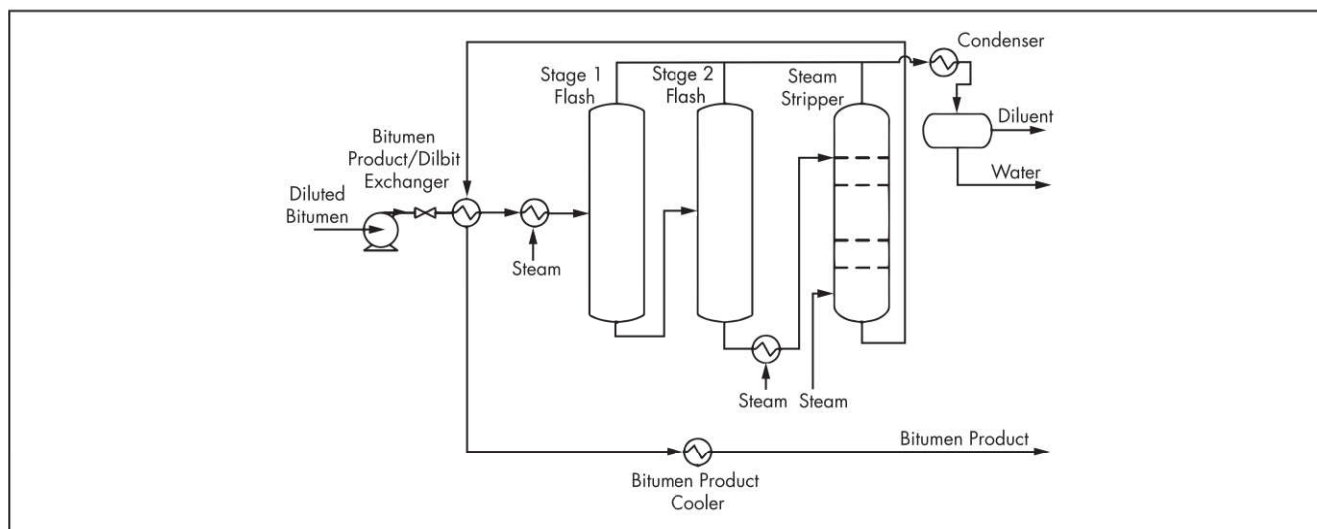 Condenser
Stage 1
Flash
Stage 2
Flash
Steam
Stripper
Diluent
Water
Bitumen
Product/Dilbit
Exchanger
Diluted
Bitumen
Steam
Steam
Steam
Bitumen Product
Bitumen Product
Cooler